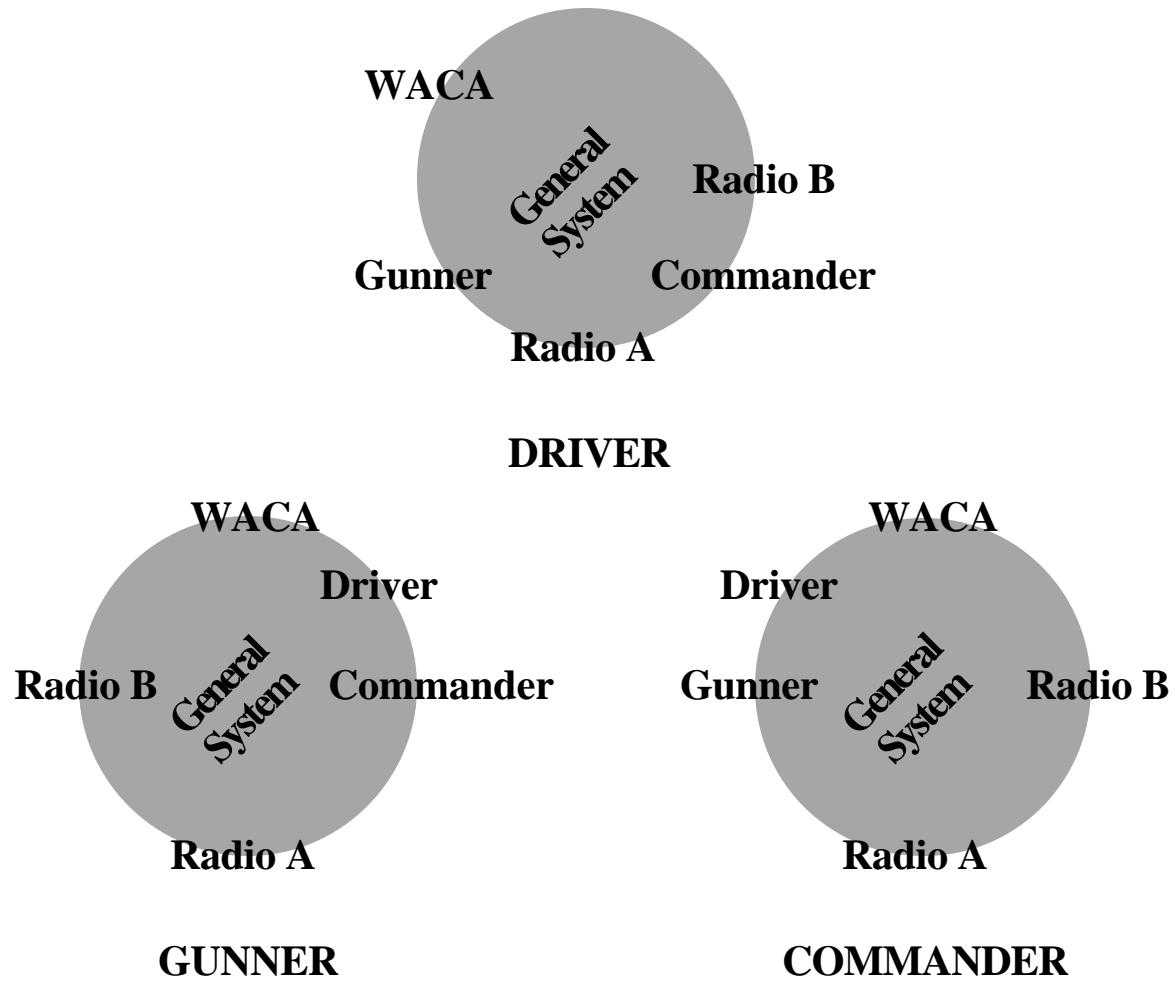 WACA
General
System
Radio B
Gunner
Commander
Radio A
DRIVER
WACA
Driver
Radio B
General
System
Commander
Radio A
GUNNER
WACA
Driver
Gunner
General
System
Radio B
Radio A
COMMANDER